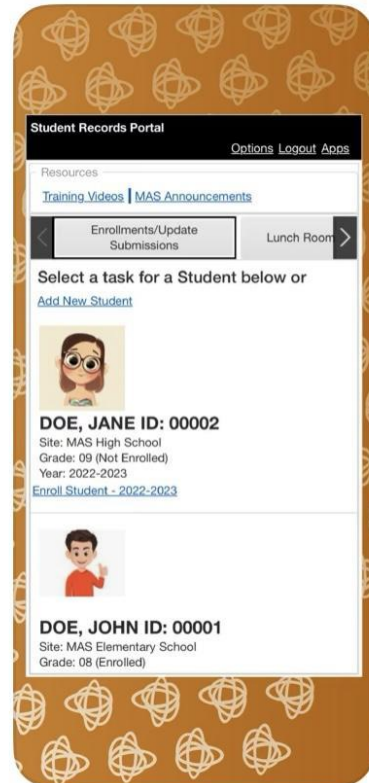 Student Records Portal
Options Logout Apps
Resources
Training Videos MAS Announcements
Enrollments/Update
Submissions
Lunch Room
Select a task for a Student below or
Add New Student
DOE, JANE ID: 00002
Site: MAS High School
Grade: 09 (Not Enrolled)
Year: 2022-2023
Enroll Student - 2022-2023
DOE, JOHN ID: 00001
Site: MAS Elementary School
Grade: 08 (Enrolled)